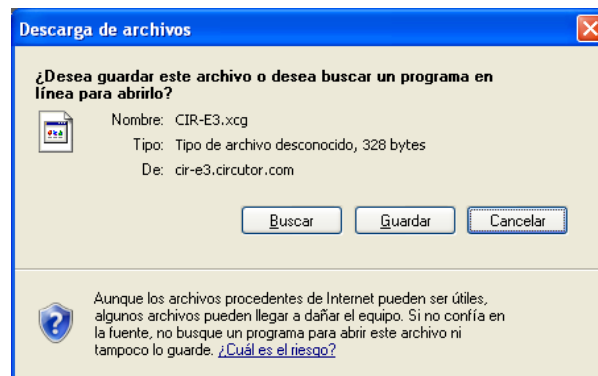 Descarga de archivos
¿Desea guardar este archivo o desea buscar un programa en
línea para abrirlo?
Nombre: CIR-E3.xcg
Tipo: Tipo de archivo desconocido, 328 bytes
De: cir-e3.circutor.com
Buscar Guardar Cancelar
Aunque los archivos procedentes de Internet pueden ser útiles,
algunos archivos pueden llegar a dañar el equipo. Si no confía en
la fuente, no busque un programa para abrir este archivo ni
tampoco lo guarde. ¿Cuál es el riesgo?